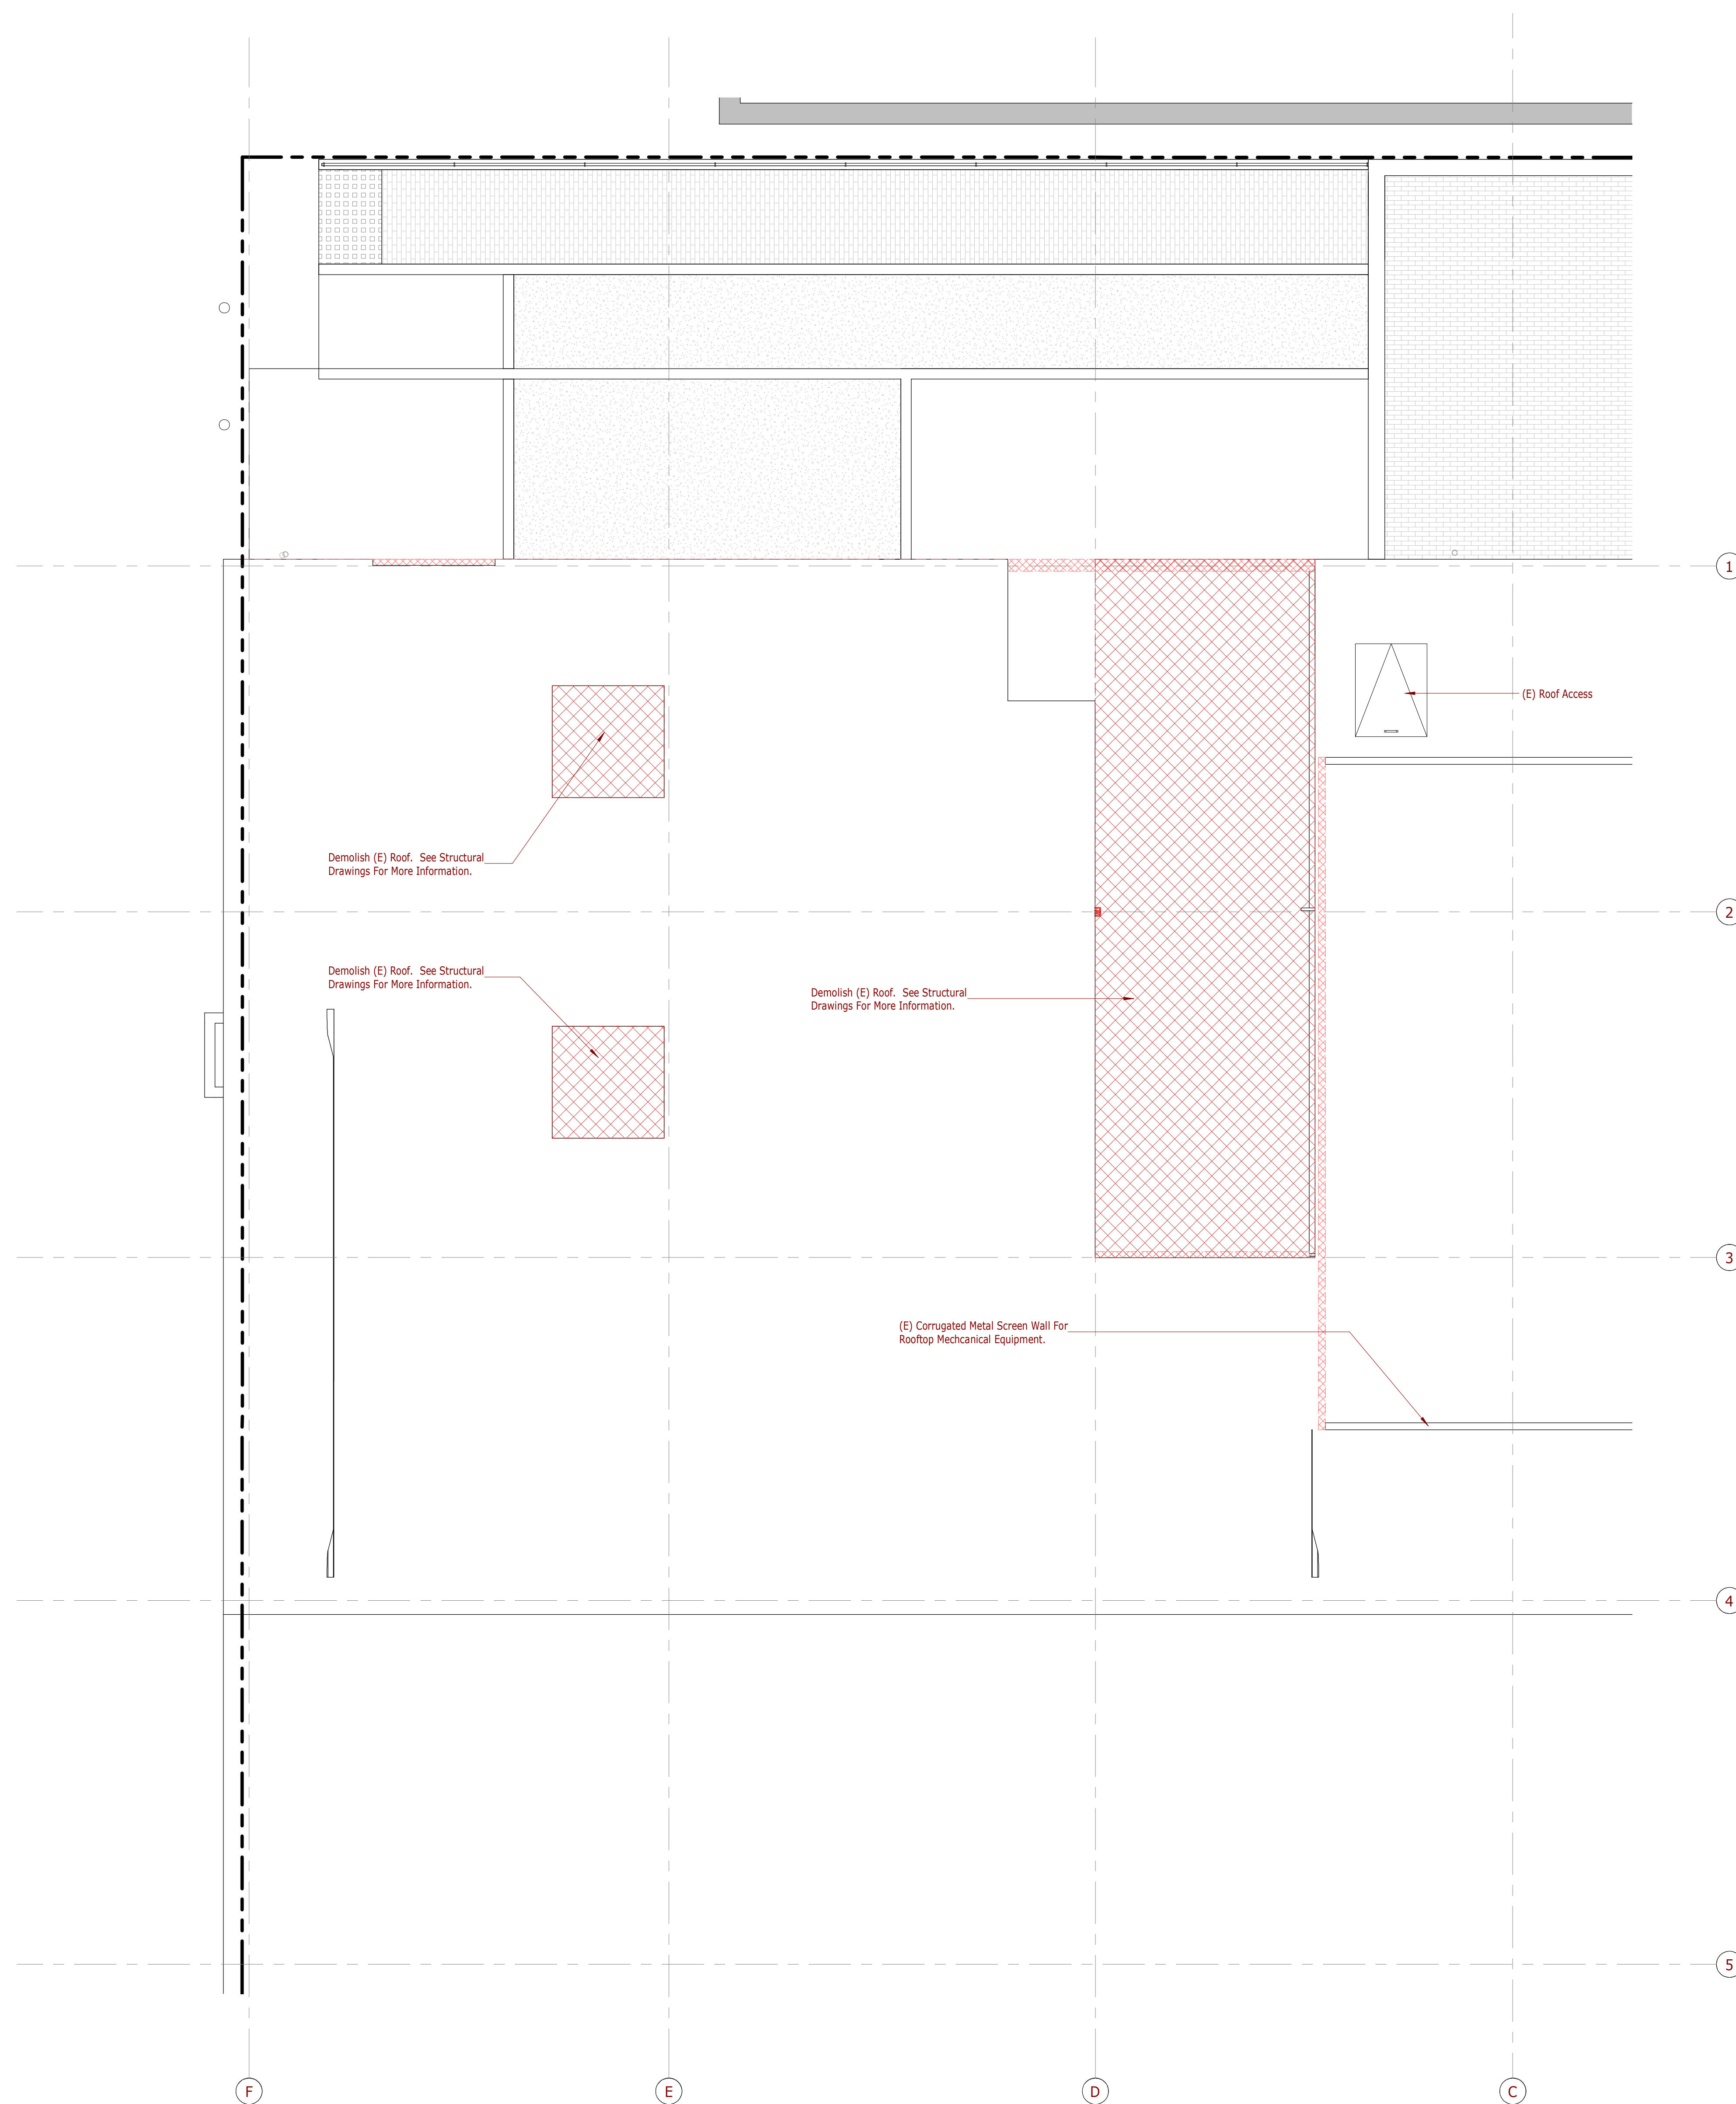 1
(E) Roof Access
Demolish (E) Roof.  See Structural
Drawings For More Information.
2
Demolish (E) Roof.  See Structural
Drawings For More Information.
Demolish (E) Roof.  See Structural
Drawings For More Information.
3
(E) Corrugated Metal Screen Wall For
Rooftop Mechcanical Equipment.
4
5
F
E
D
C